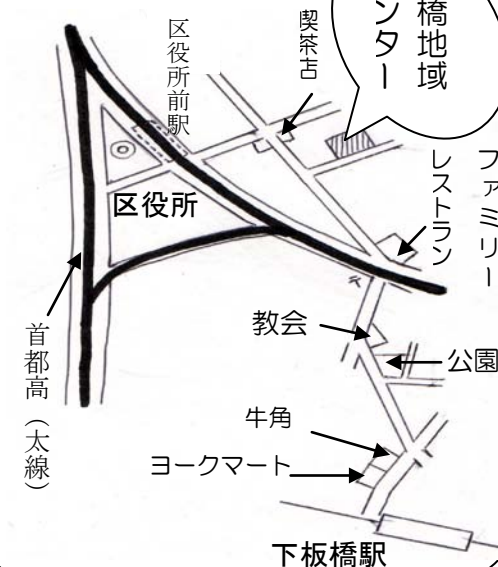 橋地域
ンター
喫茶店
区役所前駅
ファミリー
レストラン
区役所
首都高（太線）
教会
公園
牛角
ヨークマート
下板橋駅